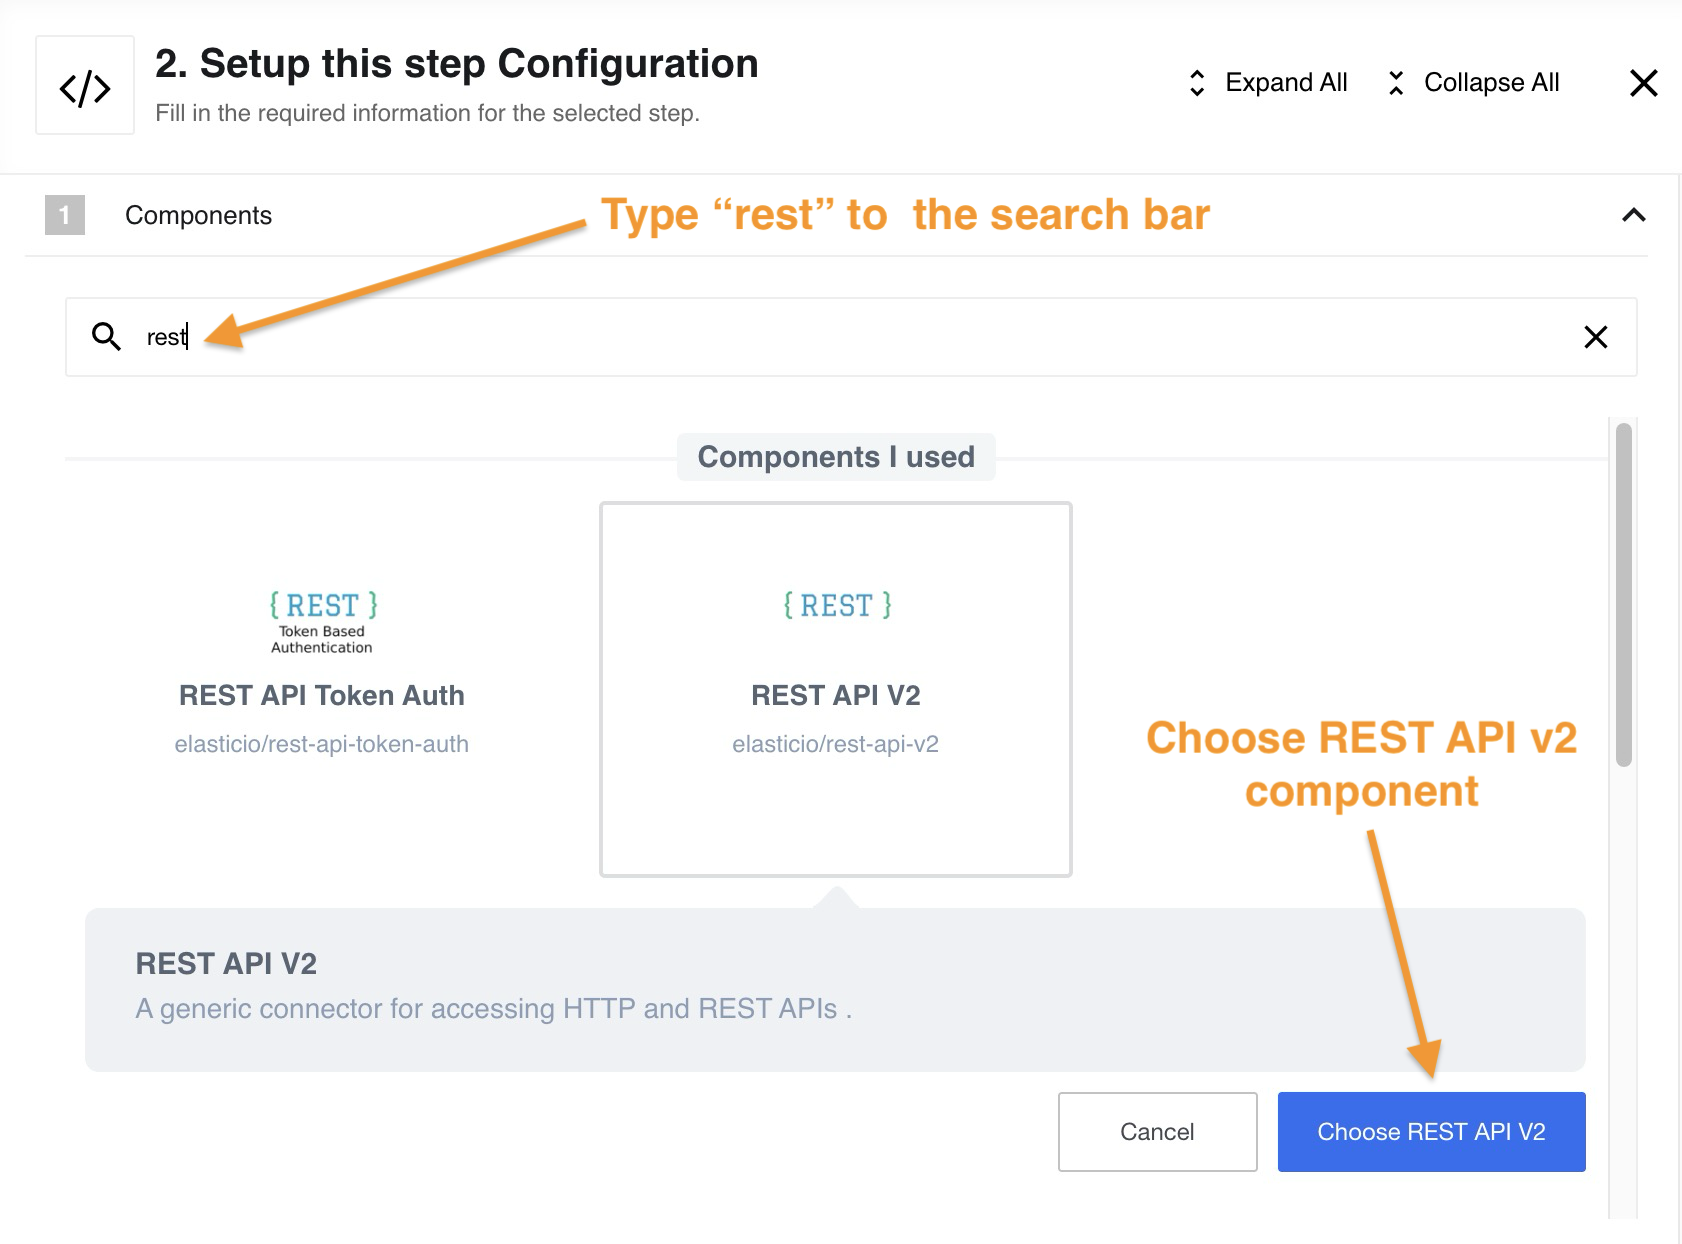 </>
2. Setup this step Configuration
Fill in the required information for the selected step.
Expand All
Collapse All
1
Components
Type “rest” to  the search bar
rest
Components I used
{ REST }
Token Based
Authentication
REST API Token Auth
elasticio/rest-api-token-auth
{ REST }
REST API V2
elasticio/rest-api-v2
Choose REST API v2
component
REST API V2
A generic connector for accessing HTTP and REST APIs .
Cancel
Choose REST API V2